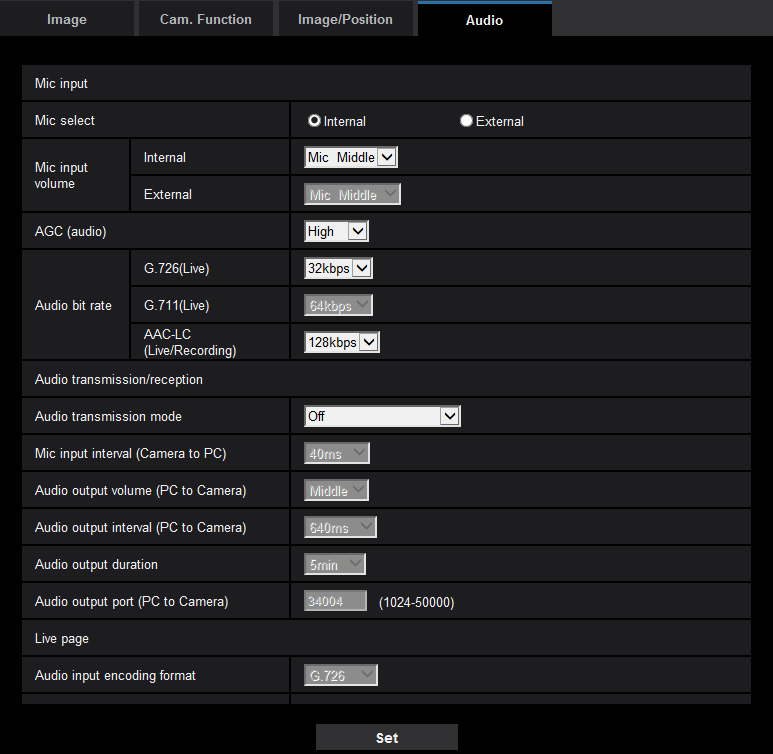 Image Cam. Function Image/Position Audio
Mic input
Mic select Internal External
Mic input volume Internal Mic Middle
External Mic Middle
AGC (audio) High
Audio bit rate G.726(Live) 32kbps
G.711(Live) 64kbps
AAC-LC (Live/Recording) 128kbps
Audio transmission/reception
Audio transmission mode Off
Mic input interval (Camera to PC) 40ms
Audio output volume (PC to Camera) Middle
Audio output interval (PC to Camera) 640ms
Audio output duration 5min
Audio output port (PC to Camera) 34004 (1024-50000)
Live page
Audio input encoding format G.726
Set